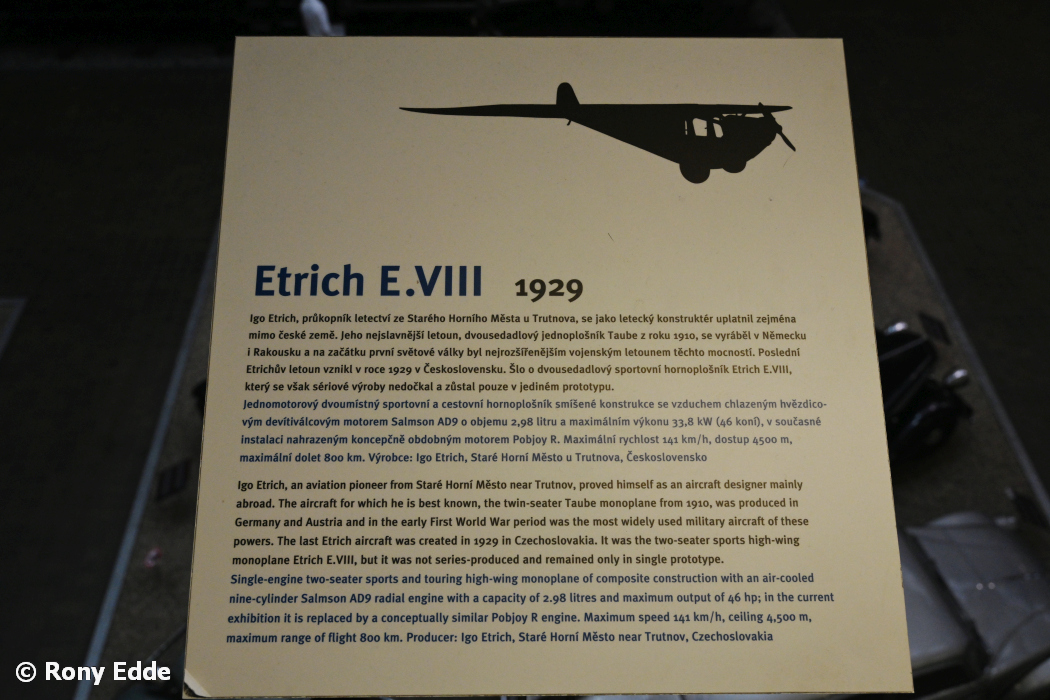 Etrich E.VIII 1929
Igo Etrich, průkopník letectví ze Starého Horního Města u Trutnova, se jako letecký konstruktér uplatnil zejména
mimo české země. Jeho nejslavnější letoun, dvousedadlový jednoplošník Taube z roku 1910, se vyráběl v Německu
i Rakousku a na začátku první světové války byl nejrozšířenějším vojenským letounem těchto mocností. Poslední
Etrichův letoun vznikl v roce 1929 v Československu. Šlo o dvousedadlový sportovní hornoplošník Etrich E.VIII,
který se však sériové výroby nedočkal a zůstal pouze v jediném prototypu.
Jednomotorový dvoumístný sportovní a cestovní hornoplošník smíšené konstrukce se vzduchem chlazeným hvězdico-
vým devítiválcovým motorem Salmson AD9 o objemu 2,98 litru a maximálním výkonu 33,8 kW (46 koní), v současné
instalaci nahrazeným koncepčně obdobným motorem Pobjoy R. Maximální rychlost 141 km/h, dostup 4500 m,
maximální dolet 800 km. Výrobce: Igo Etrich, Staré Horní Město u Trutnova, Československo
Igo Etrich, an aviation pioneer from Staré Horní Město near Trutnov, proved himself as an aircraft designer mainly
abroad. The aircraft for which he is best known, the twin-seater Taube monoplane from 1910, was produced in
Germany and Austria and in the early First World War period was the most widely used military aircraft of these
powers. The last Etrich aircraft was created in 1929 in Czechoslovakia. It was the two-seater sports high-wing
monoplane Etrich E.VIII, but it was not series-produced and remained only in single prototype.
Single-engine two-seater sports and touring high-wing monoplane of composite construction with an air-cooled
nine-cylinder Salmson AD9 radial engine with a capacity of 2.98 litres and maximum output of 46 hp; in the current
exhibition it is replaced by a conceptually similar Pobjoy R engine. Maximum speed 141 km/h, ceiling 4,500 m,
maximum range of flight 800 km. Producer: Igo Etrich, Staré Horní Město near Trutnov, Czechoslovakia
© Rony Edde